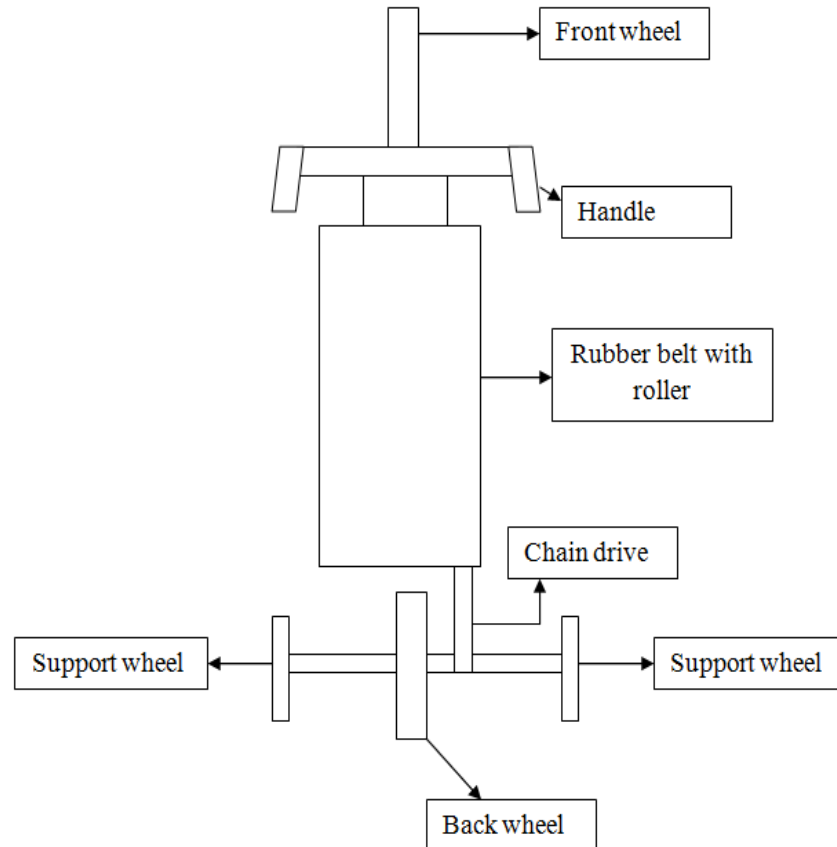 Front wheel
Handle
Rubber belt with
roller
Chain drive
Support wheel
Support wheel
Back wheel